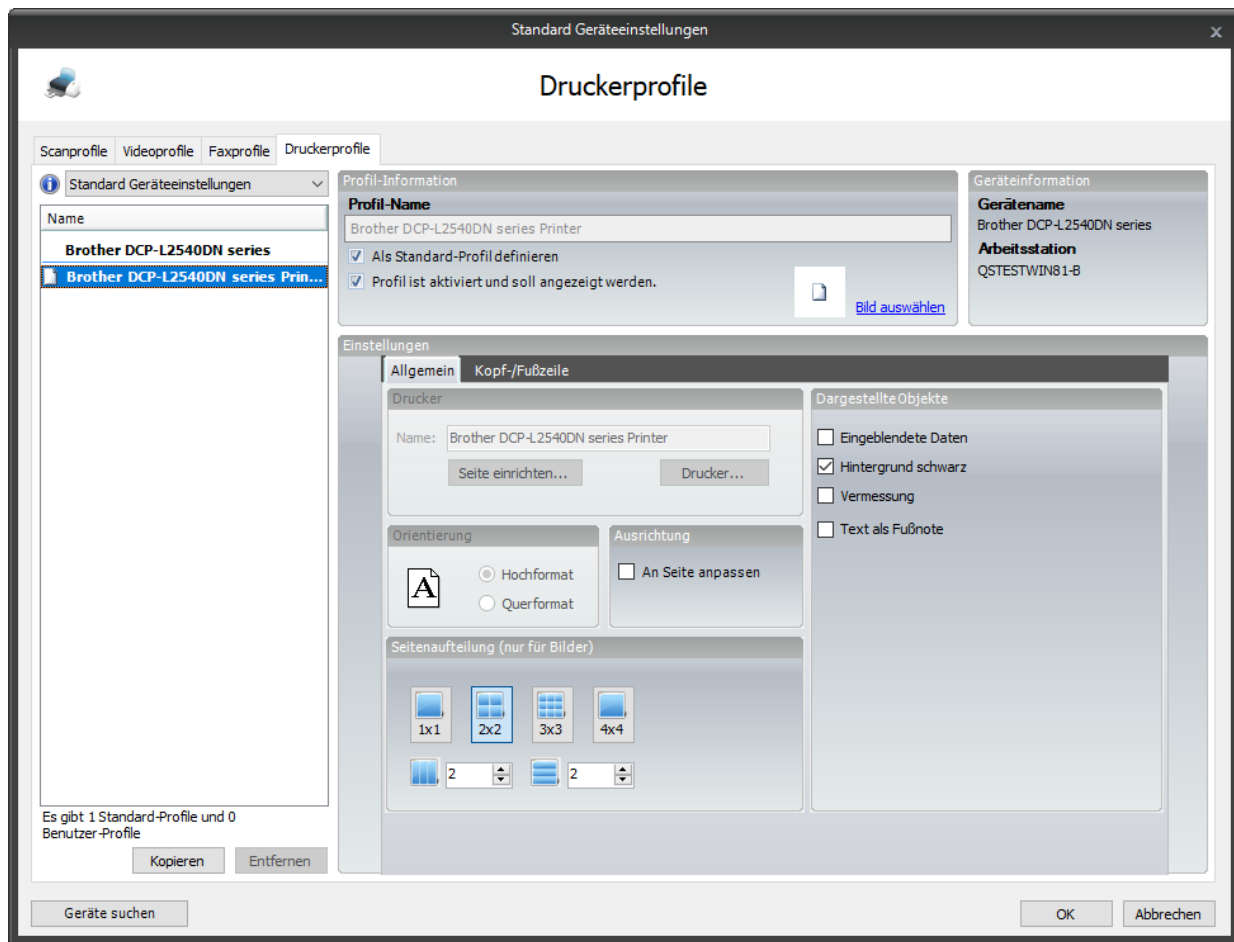 Standard Geräteeinstellungen
x
Druckerprofile
Scanprofile
Videoprofile
Faxprofile
Druckerprofile
Standard Geräteeinstellungen
Name
Brother DCP-L2540DN series
Brother DCP-L2540DN series Prin...
Es gibt 1 Standard-Profile und 0
Benutzer-Profile
Kopieren
Entfernen
Profil-Information
Profil-Name
Brother DCP-L2540DN series Printer
Als Standard-Profil definieren
Profil ist aktiviert und soll angezeigt werden.
Bild auswählen
Geräteinformation
Gerätename
Brother DCP-L2540DN series
Arbeitsstation
QSTESTWIN81-B
Einstellungen
Allgemein
Kopf-/Fußzeile
Drucker
Name: Brother DCP-L2540DN series Printer
Seite einrichten...
Drucker...
Orientierung
A
Hochformat
Querformat
Ausrichtung
An Seite anpassen
Seitenaufteilung (nur für Bilder)
1x1
2x2
3x3
4x4
2
2
Dargestellte Objekte
Eingeblendete Daten
Hintergrund schwarz
Vermessung
Text als Fußnote
Geräte suchen
OK
Abbrechen